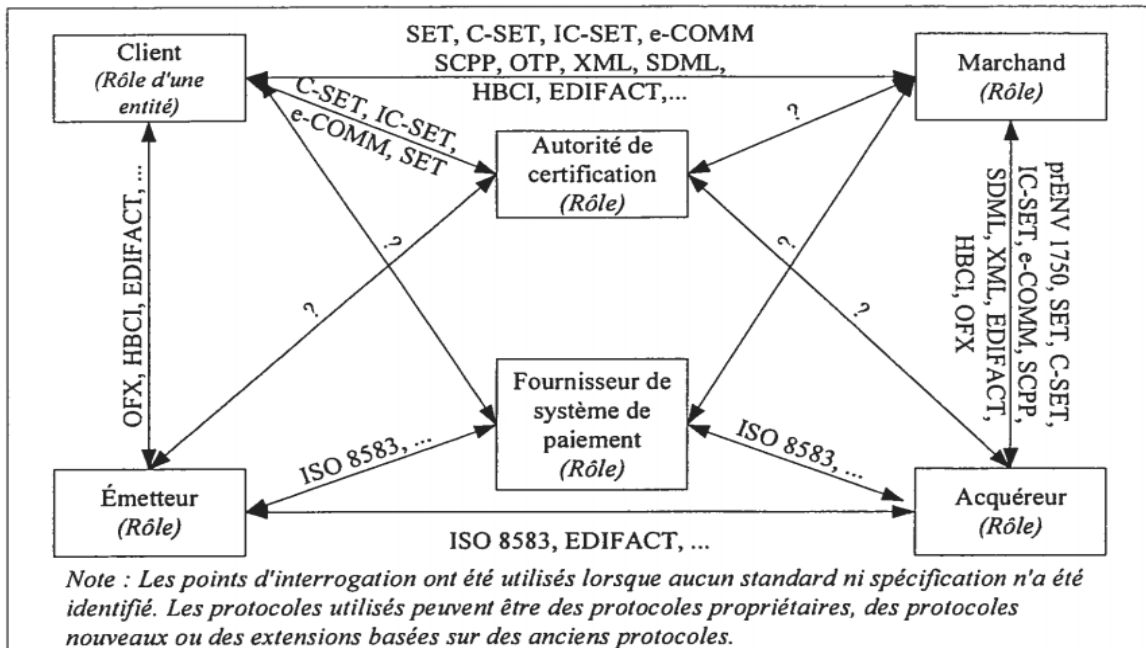 Client
(Rôle d'une
entité)
SET, C-SET, IC-SET, e-COMM
SCPP, OTP, XML, SDML,
HBCI, EDIFACT,...
Marchand
(Rôle)
C-SET, IC-SET,
e-COMM, SET
?
Autorité de
certification
(Rôle)
OFX, HBCI, EDIFACT, ...
?
?
?
?
prENV 1750, SET, C-SET,
IC-SET, e-COMM, SCPP,
SDML, XML, EDIFACT,
HBCI, OFX
Fournisseur de
système de
paiement
(Rôle)
ISO 8583, ...
ISO 8583, ...
Émetteur
(Rôle)
Acquéreur
(Rôle)
ISO 8583, EDIFACT, ...
Note : Les points d'interrogation ont été utilisés lorsque aucun standard ni spécification n'a été
identifié. Les protocoles utilisés peuvent être des protocoles propriétaires, des protocoles
nouveaux ou des extensions basées sur des anciens protocoles.